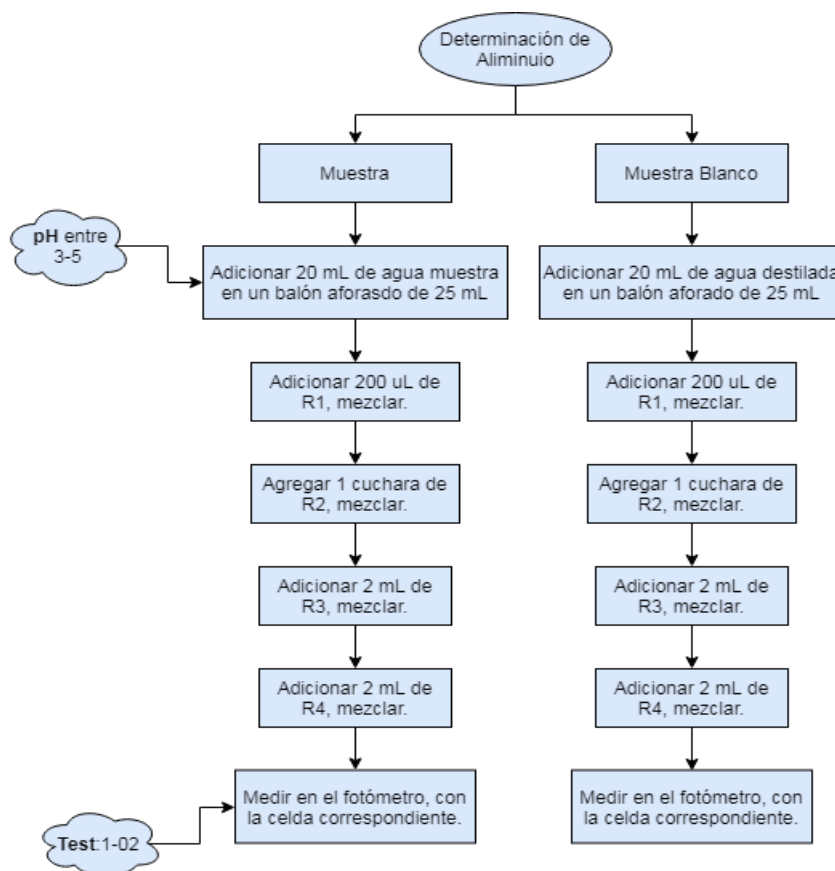 Determinación de
Aliminuio
Muestra
Muestra Blanco
pH entre
3-5
Adicionar 20 mL de agua muestra
en un balón aforasdo de 25 mL
Adicionar 20 mL de agua destilada
en un balón aforado de 25 mL
Adicionar 200 uL de
R1, mezclar.
Adicionar 200 uL de
R1, mezclar.
Agregar 1 cuchara de
R2, mezclar.
Agregar 1 cuchara de
R2, mezclar.
Adicionar 2 mL de
R3, mezclar.
Adicionar 2 mL de
R3, mezclar.
Adicionar 2 mL de
R4, mezclar.
Adicionar 2 mL de
R4, mezclar.
Medir en el fotómetro, con
la celda correspondiente.
Medir en el fotómetro, con
la celda correspondiente.
Test:1-02